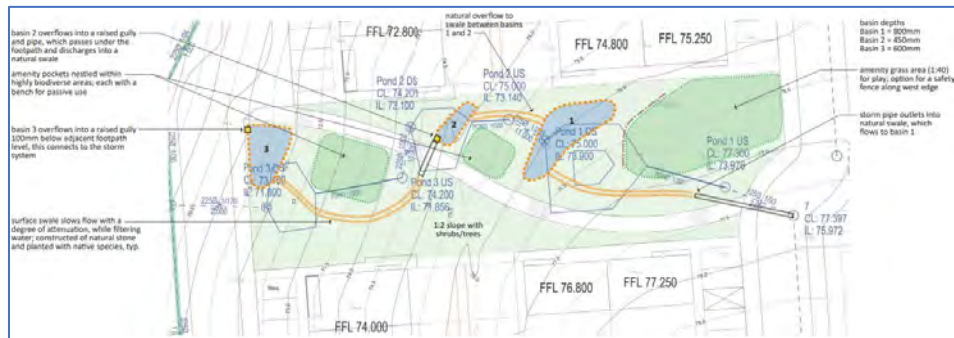 basin 2 overflows into a raised gully
and pipe, which passes under the
footpath and discharges into a
natural swale
amenity pockets nestled within
highly biodiverse areas; each with a
bench for passive use
basin 3 overflows into a raised gully
100mm below adjacent footpath
level, this connects to the storm
system
surface swale slows flow with a
degree of attenuation, while filtering
water; constructed of natural stone
and planted with native species, typ.
natural overflow to
swale between basins
1 and 2
basin depths
Basin 1 = 800mm
Basin 2 = 450mm
Basin 3 = 600mm
amenity grass area (1:40)
for play; option for a safety
fence along west edge
storm pipe outlets into
natural swale, which
flows to basin 1
1:2 slope with
shrubs/trees
FFL 72.800
FFL 74.800
FFL 75.250
FFL 74.000
FFL 76.800
FFL 77.250
Pond 2 DS
CL: 74.201
IL: 73.100
Pond 2 US
CL: 75.000
IL: 73.140
Pond 1 DS
CL: 75.000
Pond 1 US
CL: 77.300
IL: 73.976
Pond 3 US
CL: 74.200
IL: 71.856
Pond 3 DS
7
CL: 77.397
IL: 75.972
1
2
3